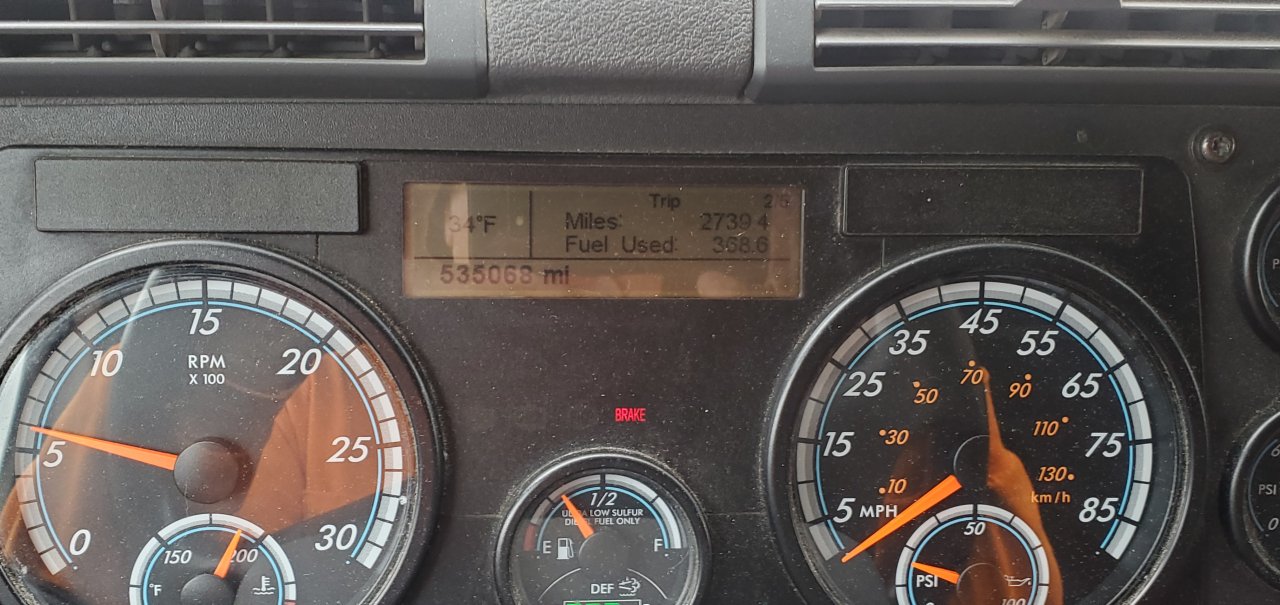 Trip 2/5
34°F
Miles: 2739.4
Fuel Used: 368.6
535068 mi
BRAKE
RPM
X 100
0
5
10
15
20
25
30
150
200
°F
1/2
ULTRA LOW SULFUR
DIESEL FUEL ONLY
E
F
DEF
5
15
25
35
45
55
65
75
85
MPH
10
30
50
70
90
110
130
km/h
50
PSI
100
PSI